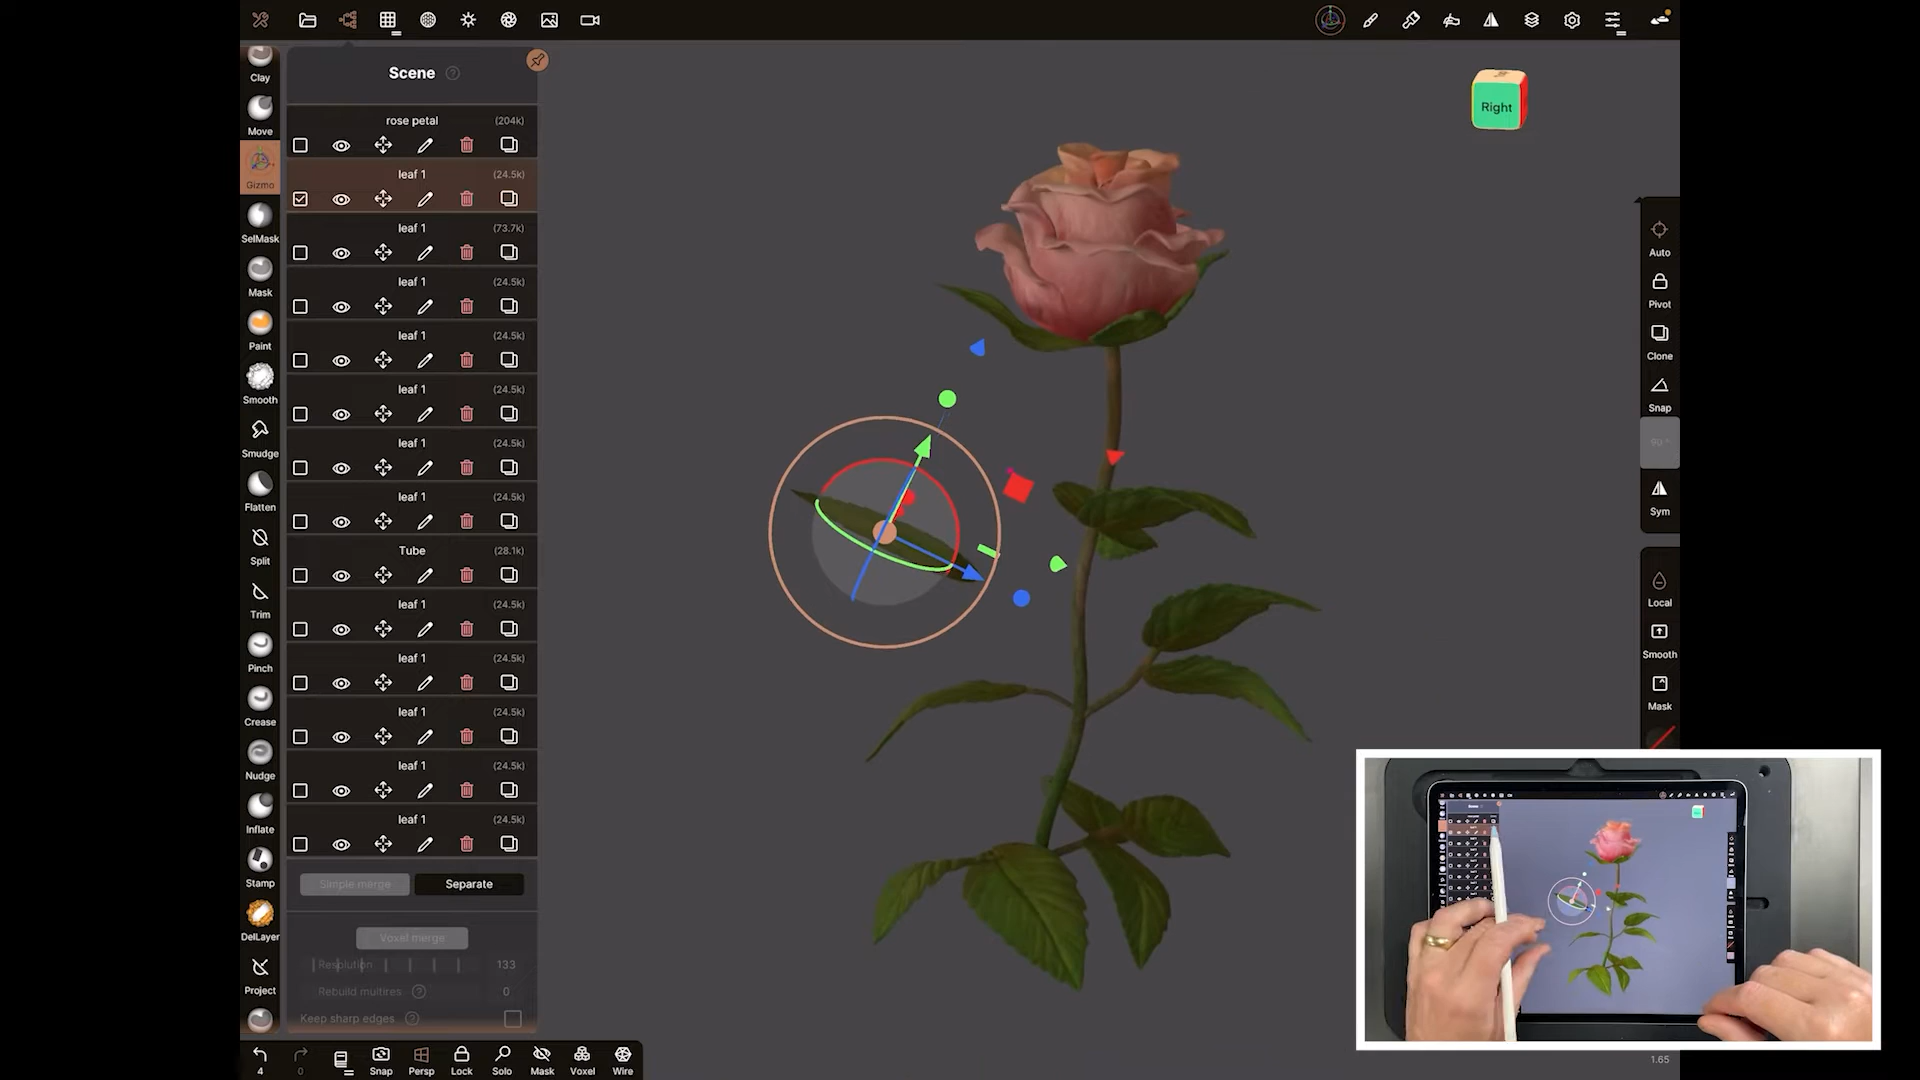 Scene
Right
Clay
Move
Gizmo
SelMask
Mask
Paint
Smooth
Smudge
Flatten
Split
Trim
Pinch
Crease
Nudge
Inflate
Stamp
DelLayer
Project
rose petal (204k)
leaf 1 (24.5k)
leaf 1 (73.7k)
leaf 1 (24.5k)
leaf 1 (24.5k)
leaf 1 (24.5k)
leaf 1 (24.5k)
leaf 1 (24.5k)
Tube (28.1k)
leaf 1 (24.5k)
leaf 1 (24.5k)
leaf 1 (24.5k)
leaf 1 (24.5k)
leaf 1 (24.5k)
Simple merge Separate
Voxel merge
Resolution 133
Rebuild multires ? 0
Keep sharp edges ?
Auto
Pivot
Clone
Snap
90 °
Sym
Local
Smooth
Mask
4 0 Snap Persp Lock Solo Mask Voxel Wire
1.65